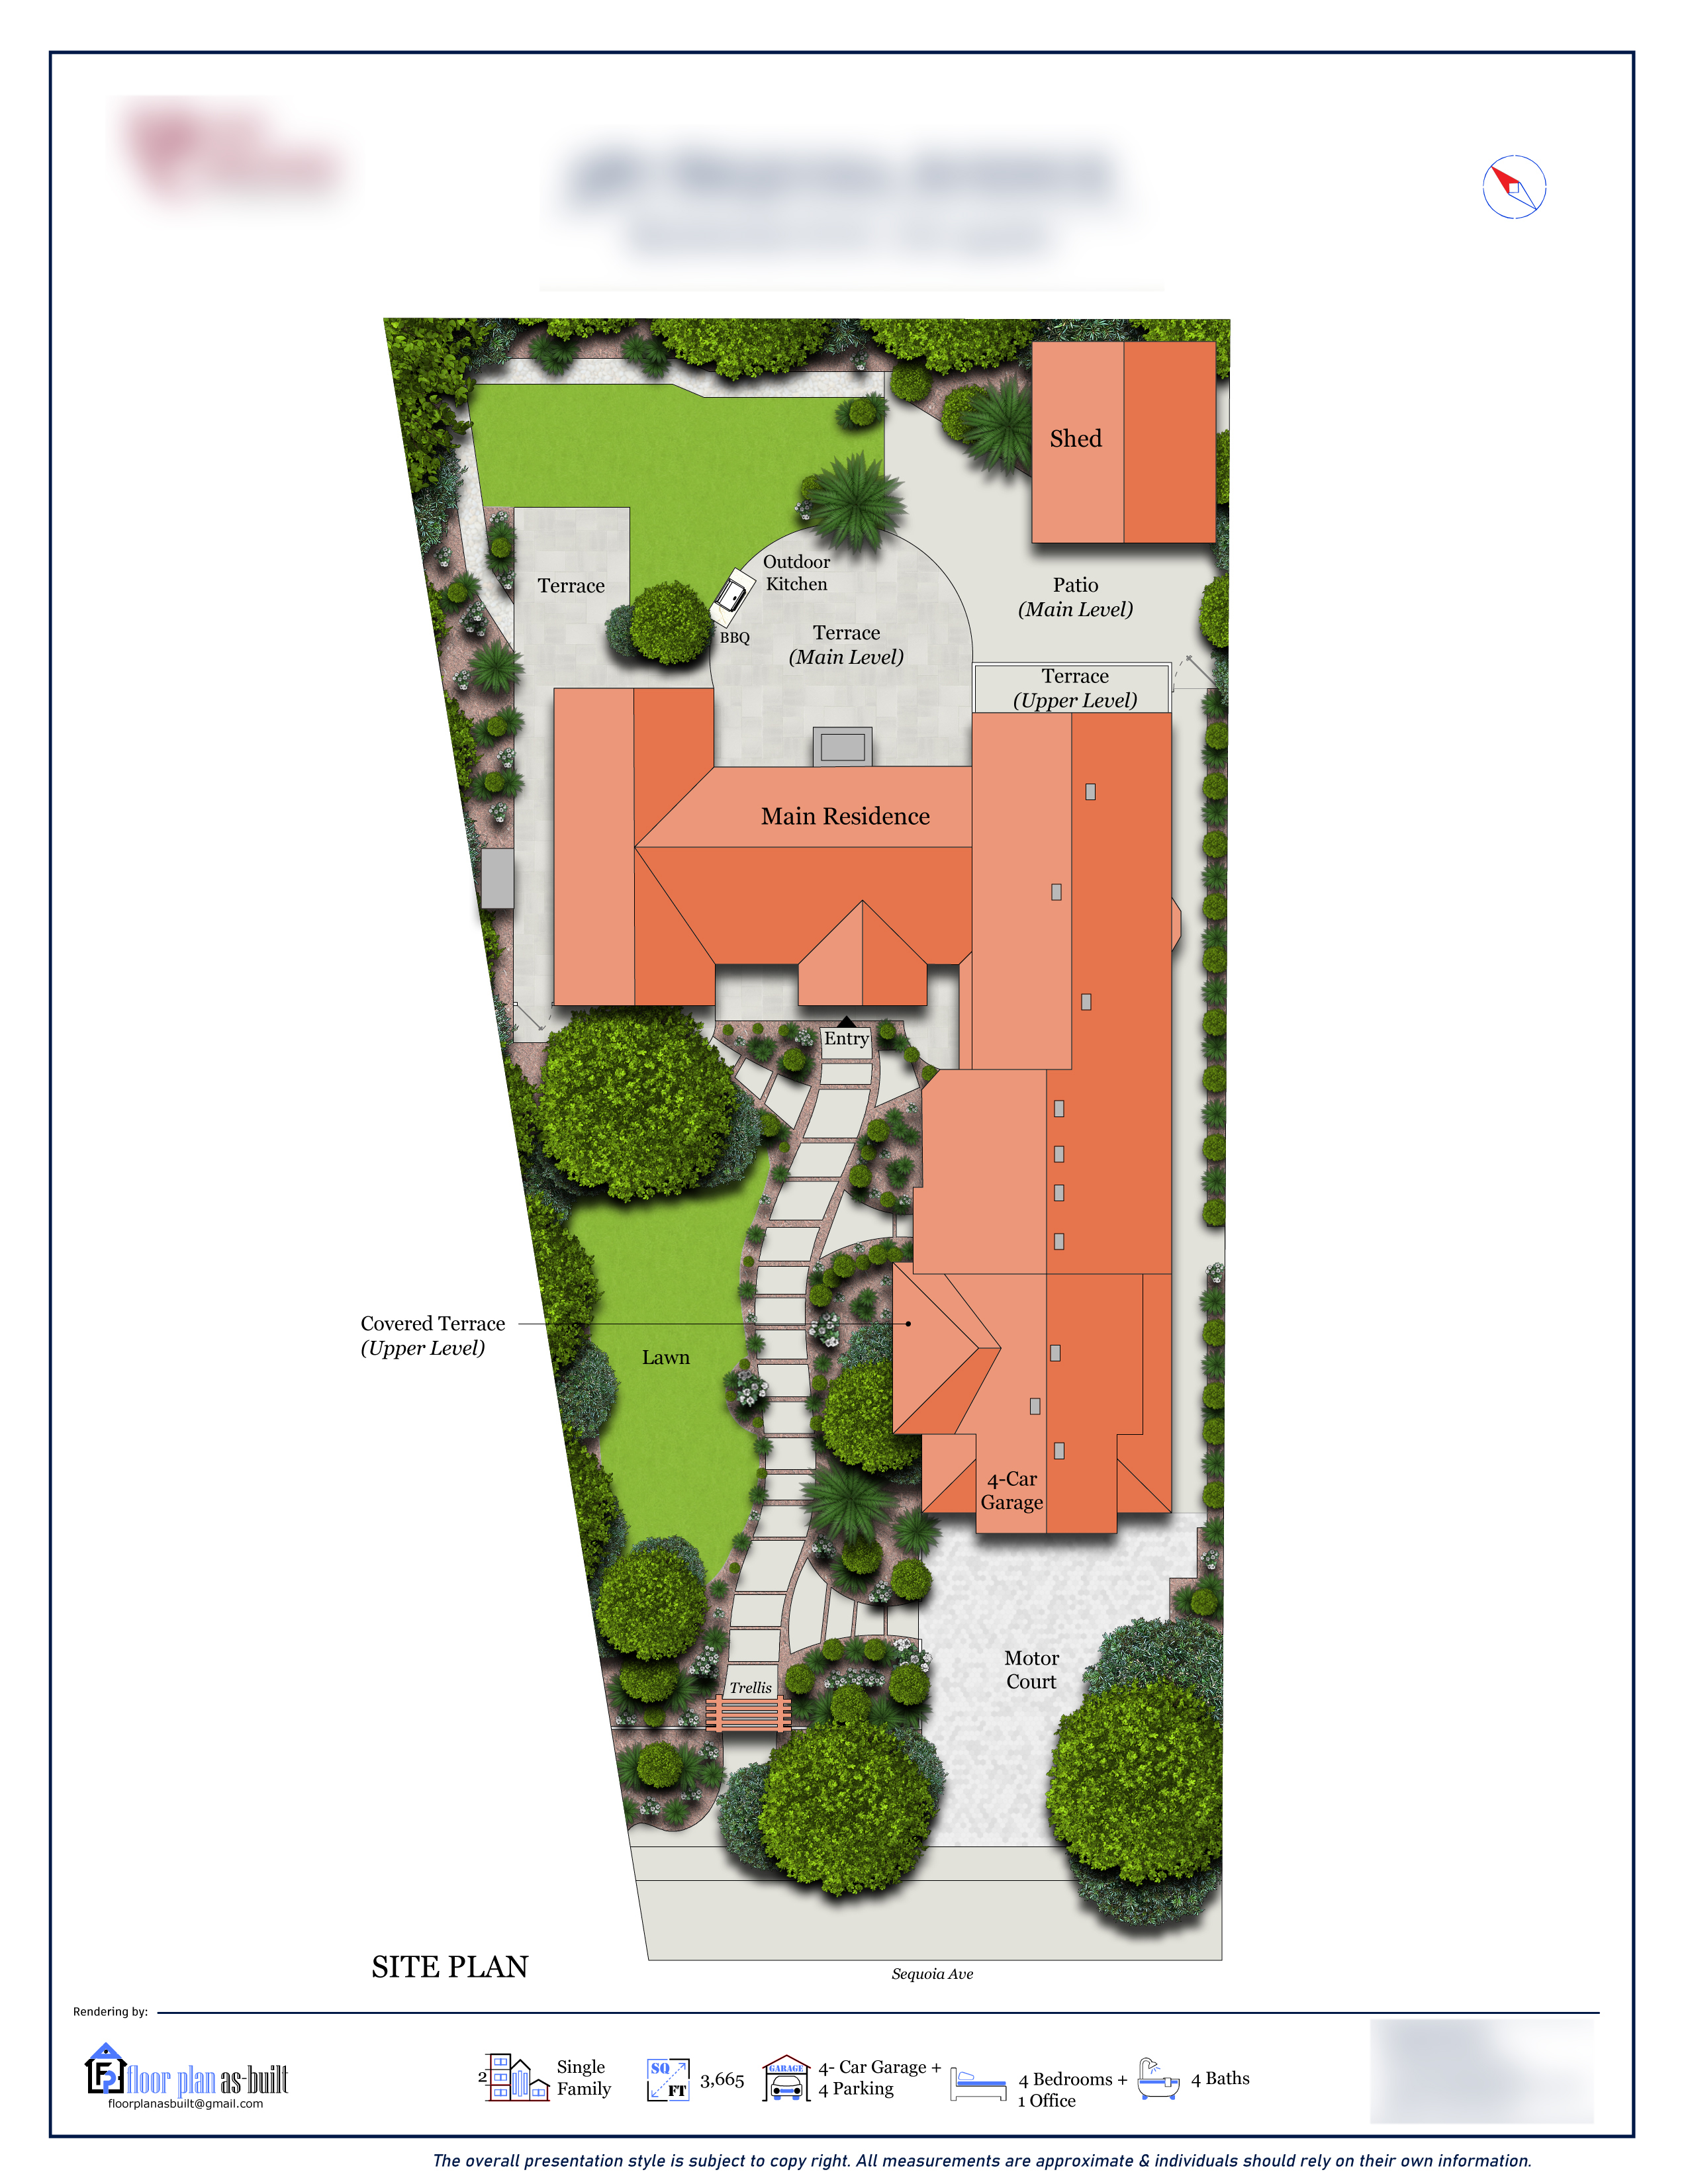 Shed
Outdoor
Kitchen
Terrace
Patio
(Main Level)
BBQ
Terrace
(Main Level)
Terrace
(Upper Level)
Main Residence
Entry
Covered Terrace
(Upper Level)
Lawn
4-Car
Garage
Motor
Court
Trellis
SITE PLAN
Sequoia Ave
Rendering by:
FP
floor plan as-built
floorplanasbuilt@gmail.com
2
Single
Family
SQ
FT
3,665
GARAGE
4- Car Garage +
4 Parking
4 Bedrooms +
1 Office
4 Baths
The overall presentation style is subject to copy right. All measurements are approximate & individuals should rely on their own information.